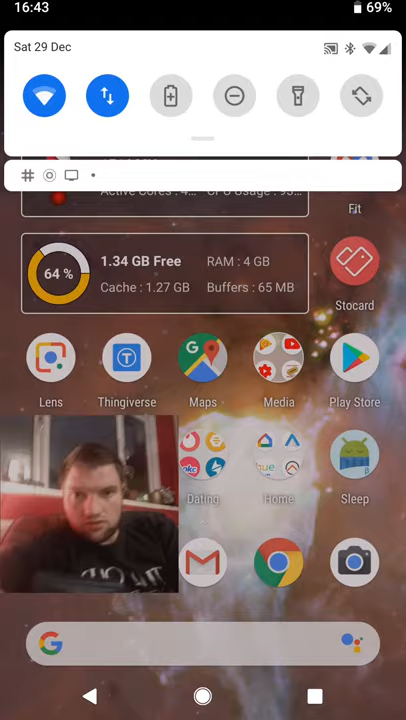 16:43
69%
Sat 29 Dec
Fit
64 %
1.34 GB Free
RAM : 4 GB
Cache : 1.27 GB
Buffers : 65 MB
Stocard
Lens
Thingiverse
Maps
Media
Play Store
Dating
Home
Sleep